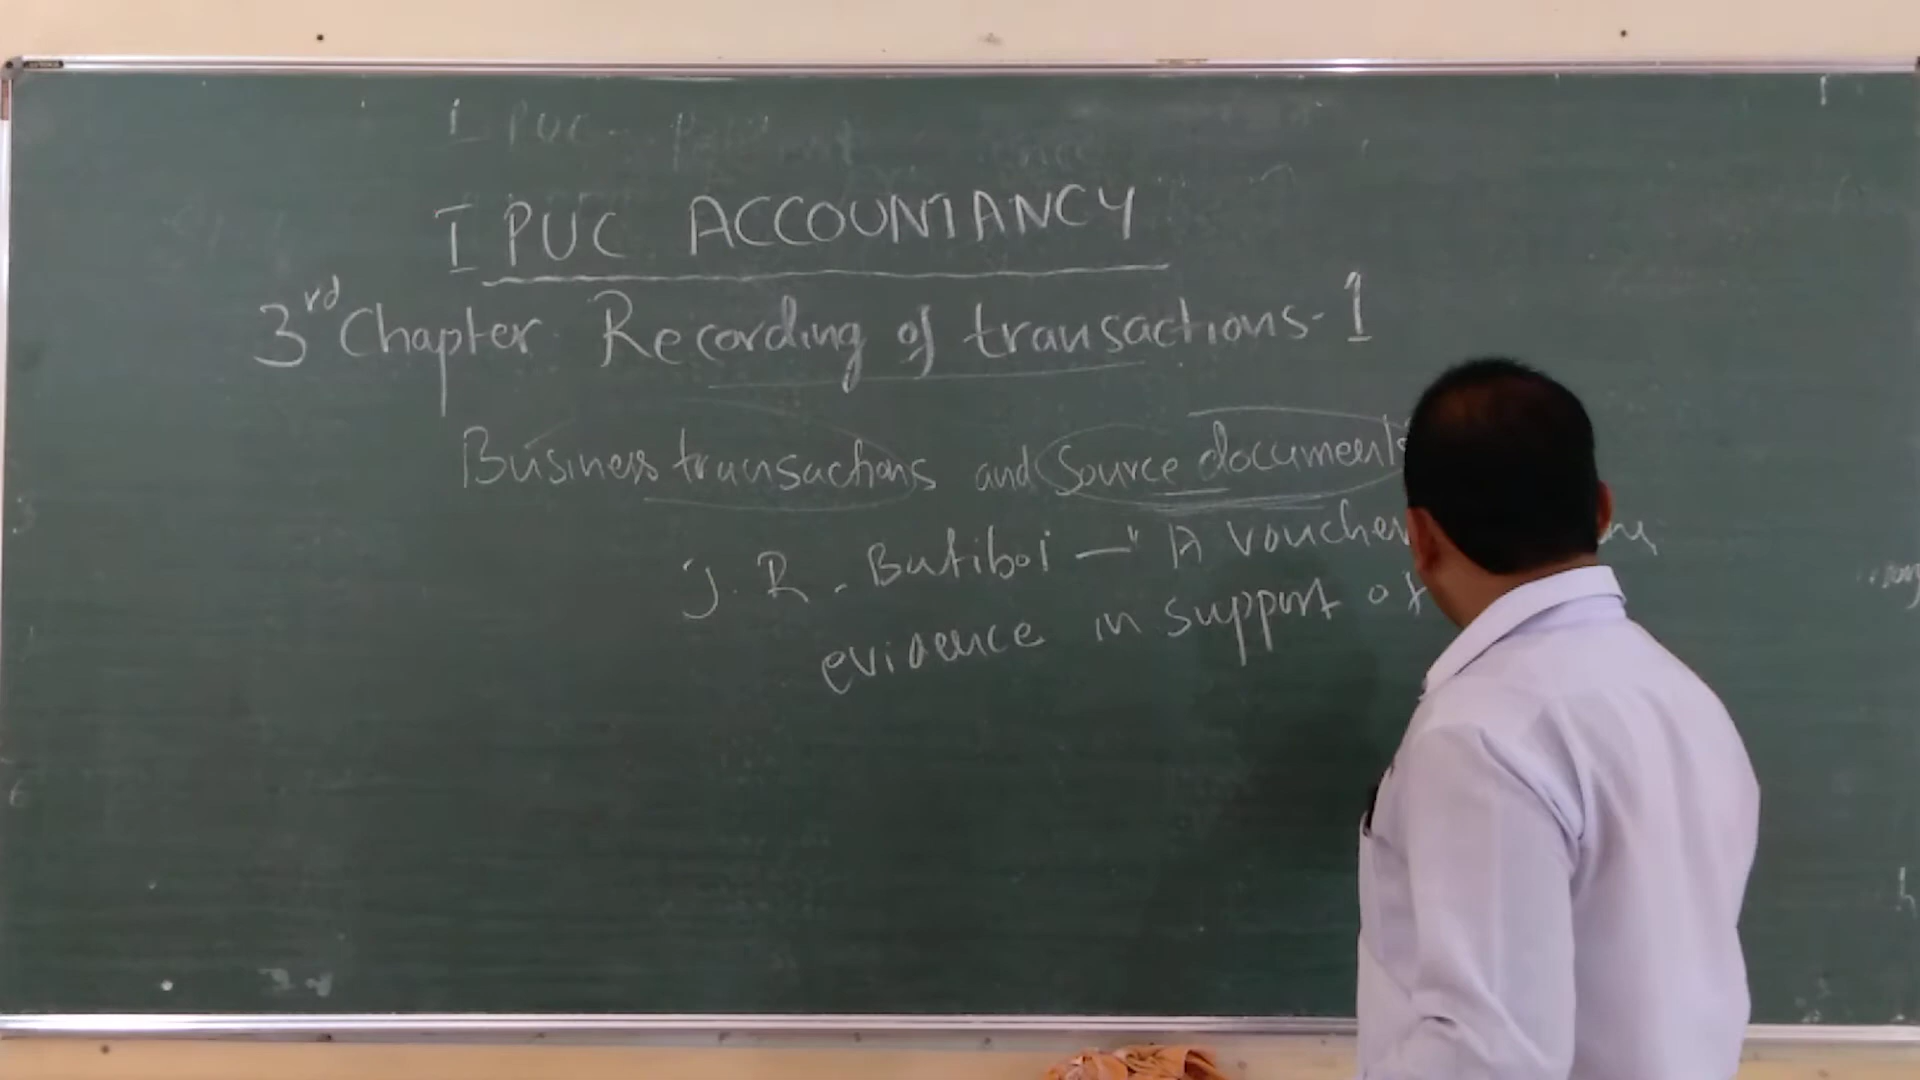 I PUC
I PUC ACCOUNTANCY
3rd Chapter Recording of transactions-1
Business transactions and Source documents
J. R. Batiboi — " A voucher
evidence in support of